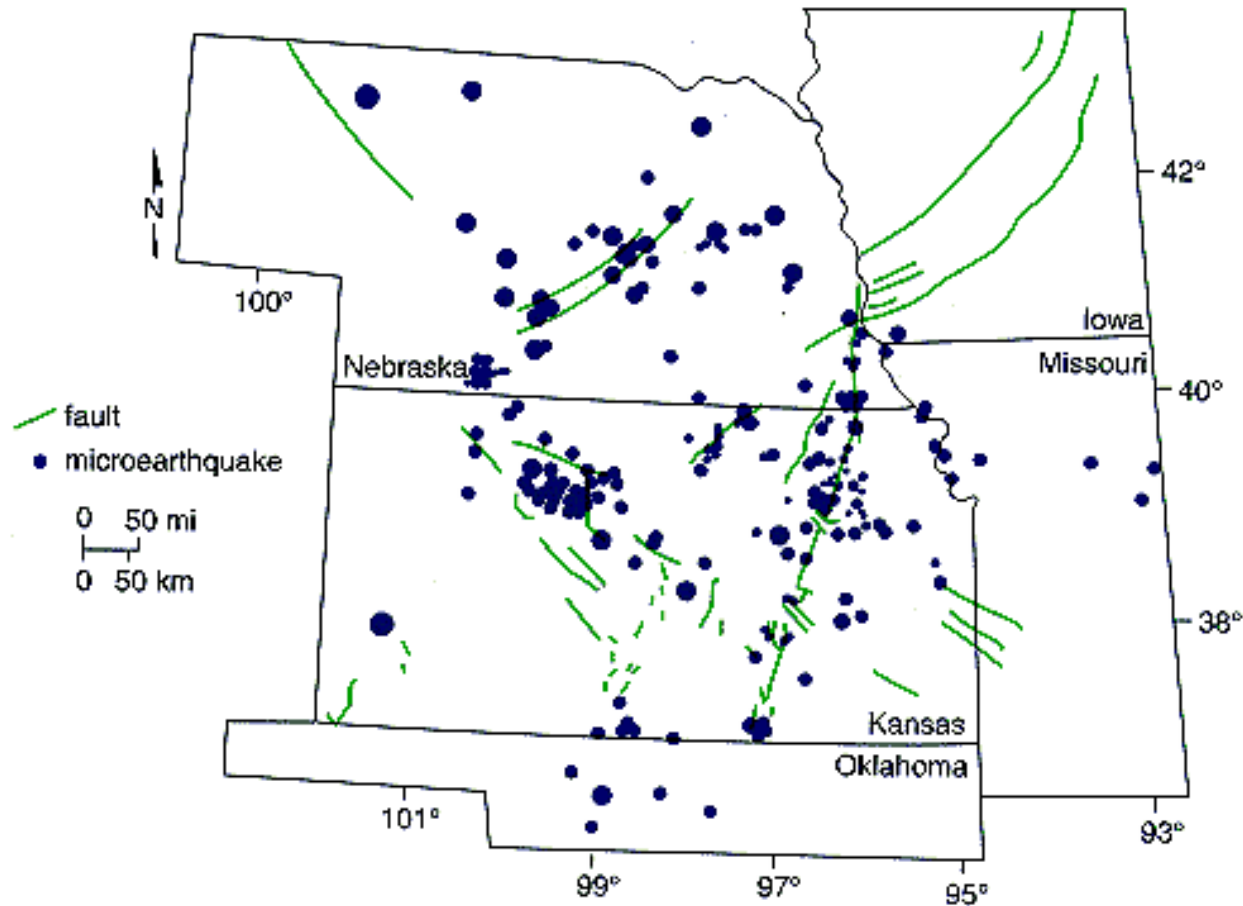 N
42°
100°
Iowa
Nebraska
Missouri
40°
fault
microearthquake
0 50 mi
0 50 km
38°
Kansas
Oklahoma
101°
93°
99°
97°
95°